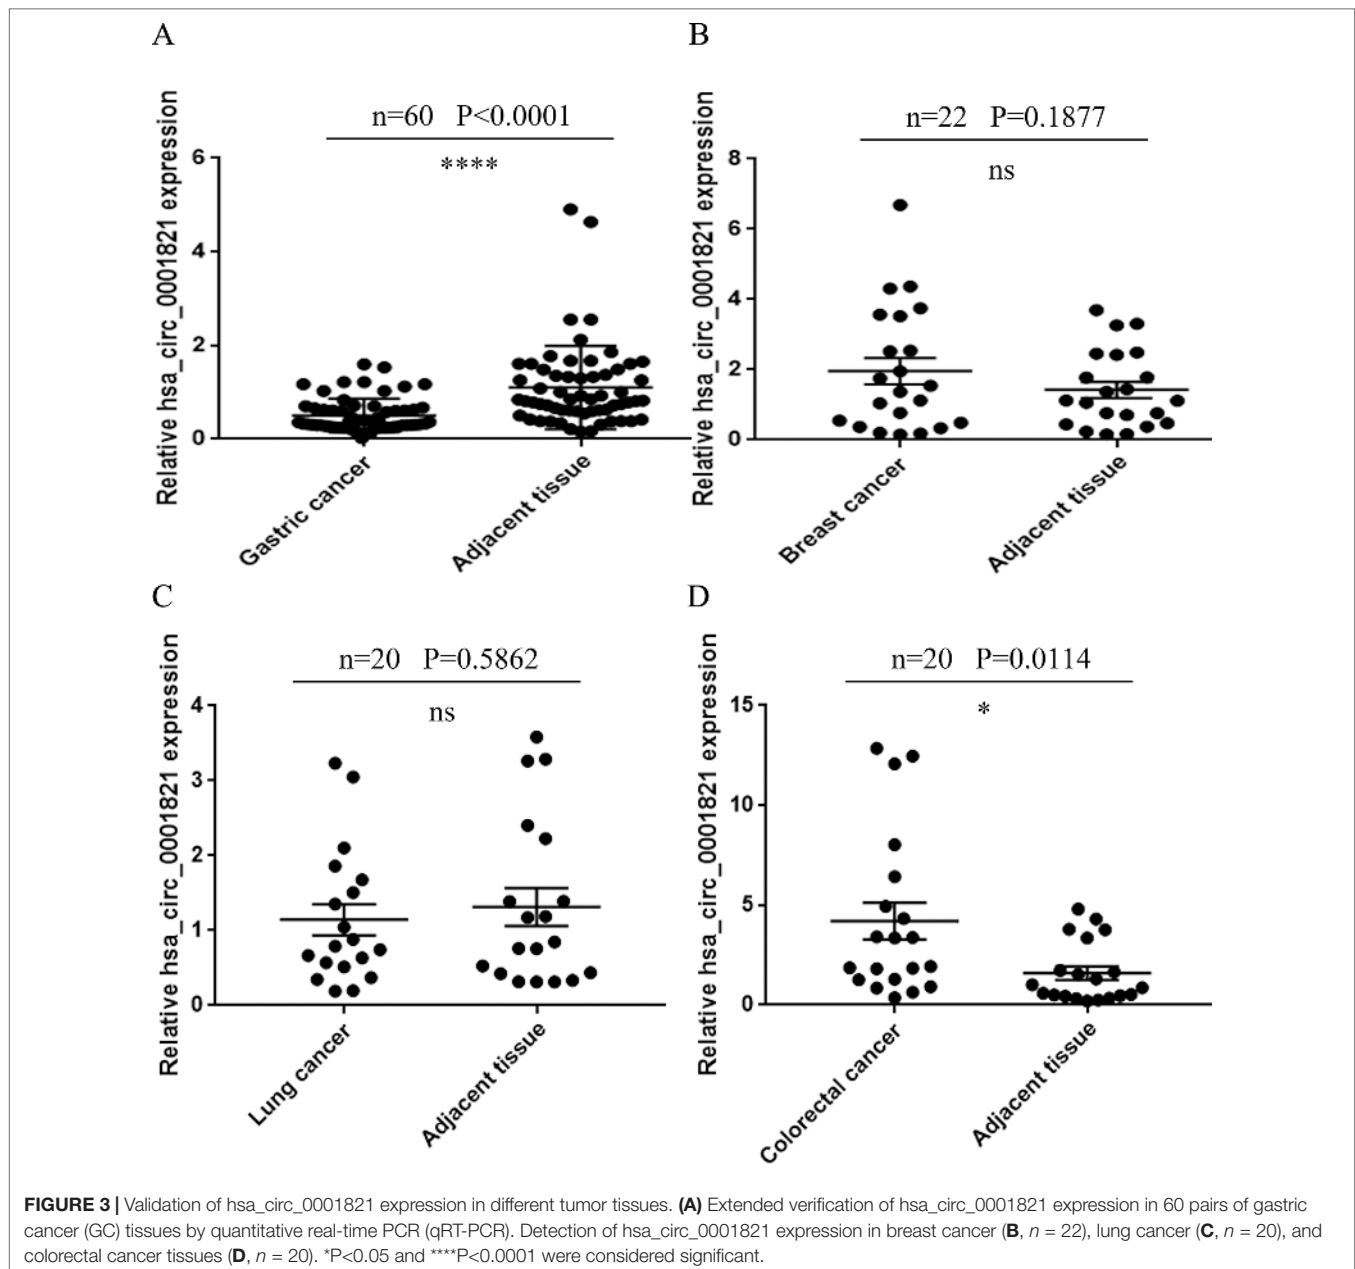 A
n=60 P<0.0001
****
Relative hsa_circ_0001821 expression
6
4
2
0
Gastric cancer
Adjacent tissue
B
n=22 P=0.1877
ns
Relative hsa_circ_0001821 expression
8
6
4
2
0
Breast cancer
Adjacent tissue
C
n=20 P=0.5862
ns
Relative hsa_circ_0001821 expression
4
3
2
1
0
Lung cancer
Adjacent tissue
D
n=20 P=0.0114
*
Relative hsa_circ_0001821 expression
15
10
5
0
Colorectal cancer
Adjacent tissue
FIGURE 3 | Validation of hsa_circ_0001821 expression in different tumor tissues. (A) Extended verification of hsa_circ_0001821 expression in 60 pairs of gastric
cancer (GC) tissues by quantitative real-time PCR (qRT-PCR). Detection of hsa_circ_0001821 expression in breast cancer (B, n = 22), lung cancer (C, n = 20), and
colorectal cancer tissues (D, n = 20). *P<0.05 and ****P<0.0001 were considered significant.